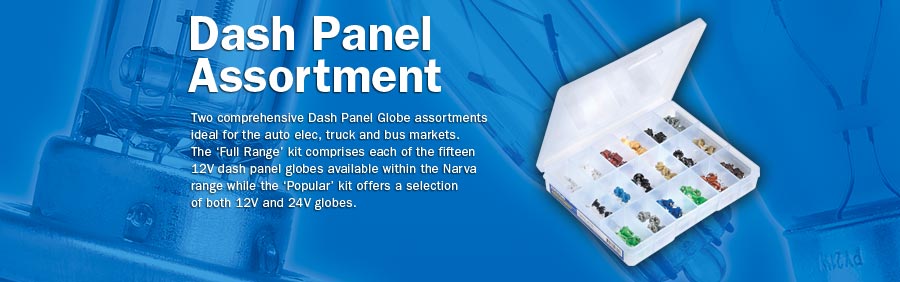 Dash Panel
Assortment
Two comprehensive Dash Panel Globe assortments
ideal for the auto elec, truck and bus markets.
The ‘Full Range’ kit comprises each of the fifteen
12V dash panel globes available within the Narva
range while the ‘Popular’ kit offers a selection
of both 12V and 24V globes.